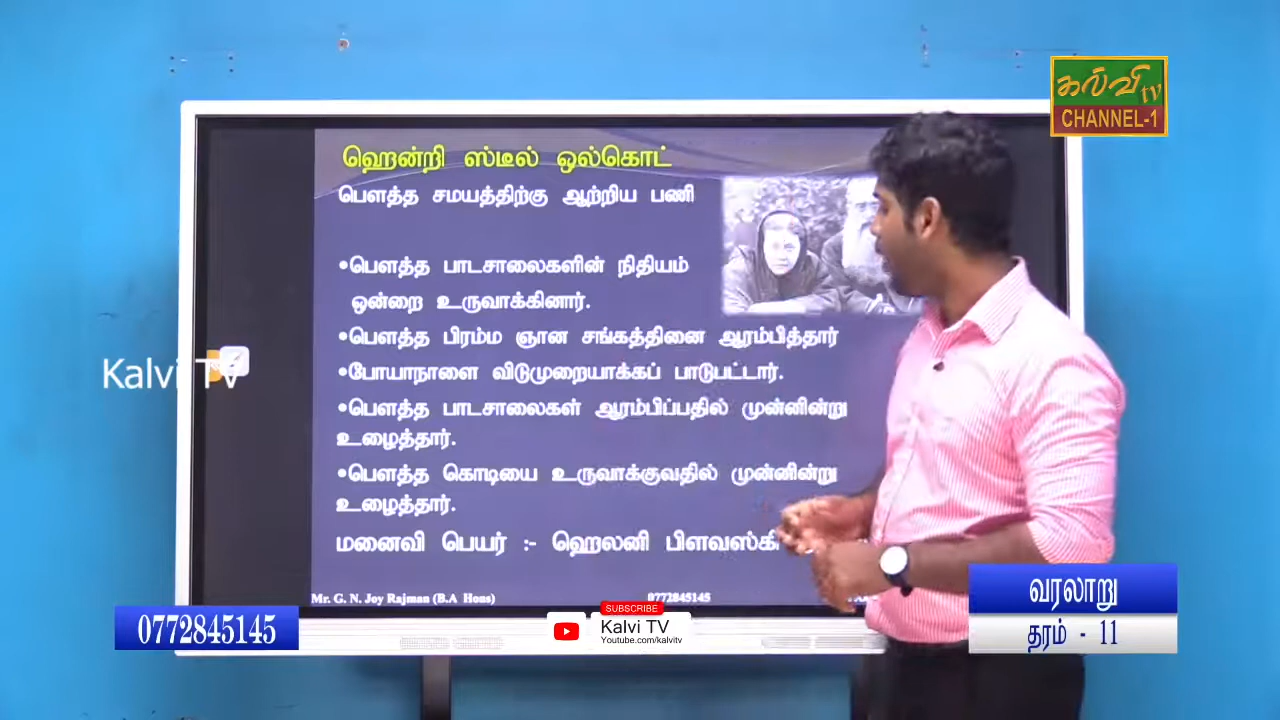 கல்வி tv
CHANNEL-1
ஹென்றி ஸ்டீல் ஒல்கொட்
பௌத்த சமயத்திற்கு ஆற்றிய பணி
•பௌத்த பாடசாலைகளின் நிதியம்
ஒன்றை உருவாக்கினார்.
•பௌத்த பிரம்ம ஞான சங்கத்தினை ஆரம்பித்தார்
•போயாநாளை விடுமுறையாக்கப் பாடுபட்டார்.
•பௌத்த பாடசாலைகள் ஆரம்பிப்பதில் முன்னின்று
உழைத்தார்.
•பௌத்த கொடியை உருவாக்குவதில் முன்னின்று
உழைத்தார்.
மனைவி பெயர் :- ஹெலனி பிளவஸ்கி
Mr. G. N. Joy Rajman (B.A Hons) 0772845145
Kalvi TV
0772845145
SUBSCRIBE
Kalvi TV
Youtube.com/kalvitv
வரலாறு
தரம் - 11